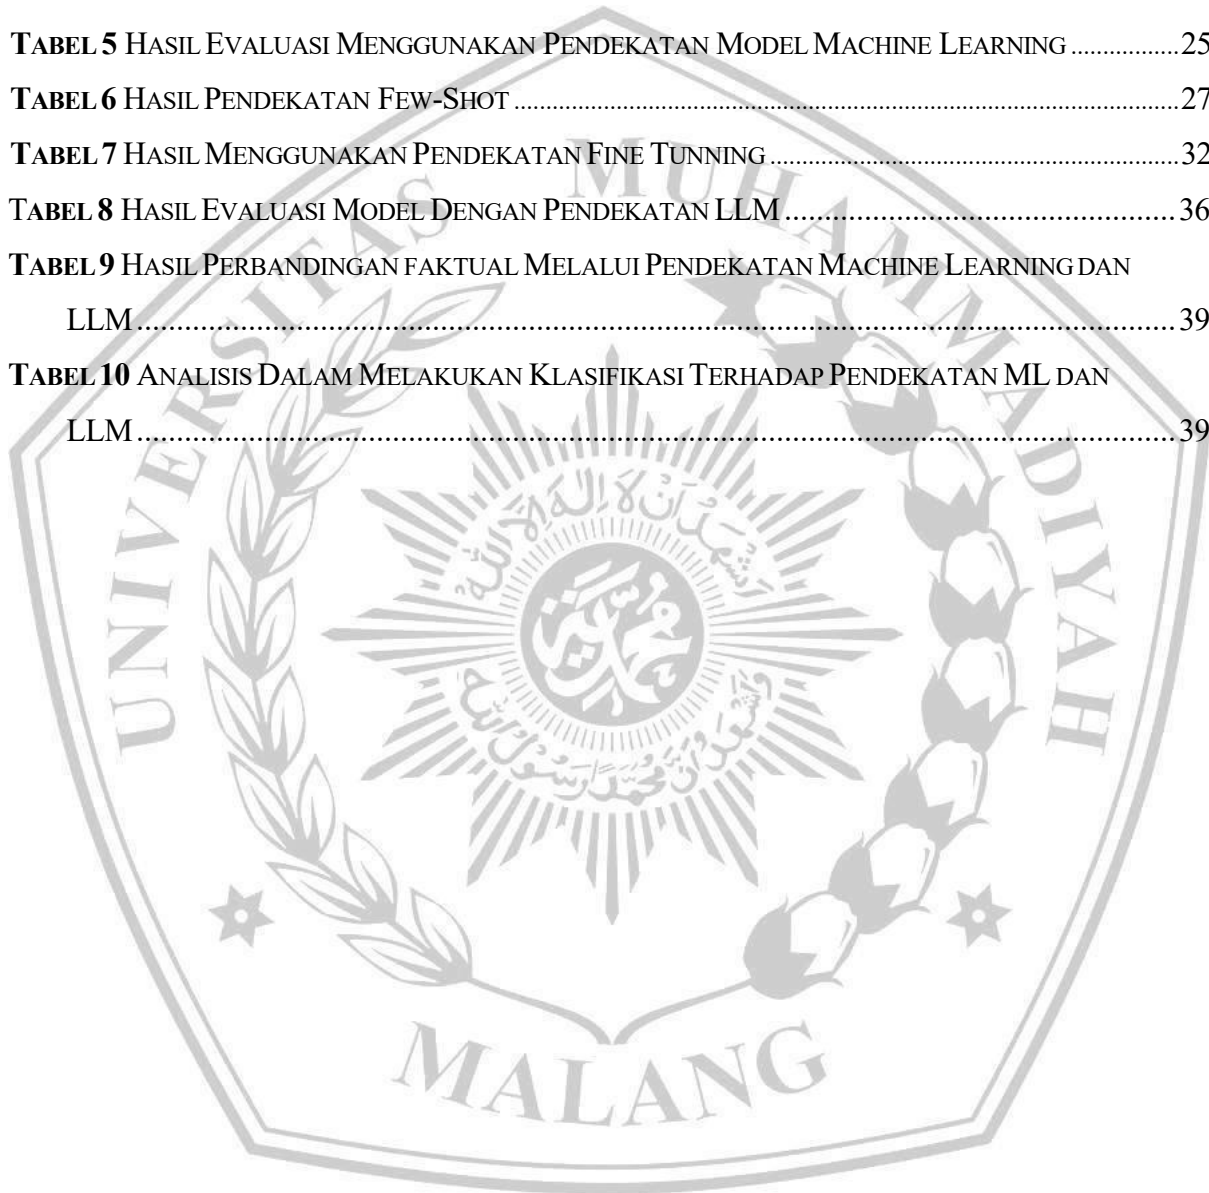 TABEL 5 HASIL EVALUASI MENGGUNAKAN PENDEKATAN MODEL MACHINE LEARNING ................. 25
TABEL 6 HASIL PENDEKATAN FEW-SHOT ................. 27
TABEL 7 HASIL MENGGUNAKAN PENDEKATAN FINE TUNNING ................. 32
TABEL 8 HASIL EVALUASI MODEL DENGAN PENDEKATAN LLM ................. 36
TABEL 9 HASIL PERBANDINGAN FAKTUAL MELALUI PENDEKATAN MACHINE LEARNING DAN
LLM ................. 39
TABEL 10 ANALISIS DALAM MELAKUKAN KLASIFIKASI TERHADAP PENDEKATAN ML DAN
LLM ................. 39
UNIVERSITAS MUHAMMADIYAH
MALANG